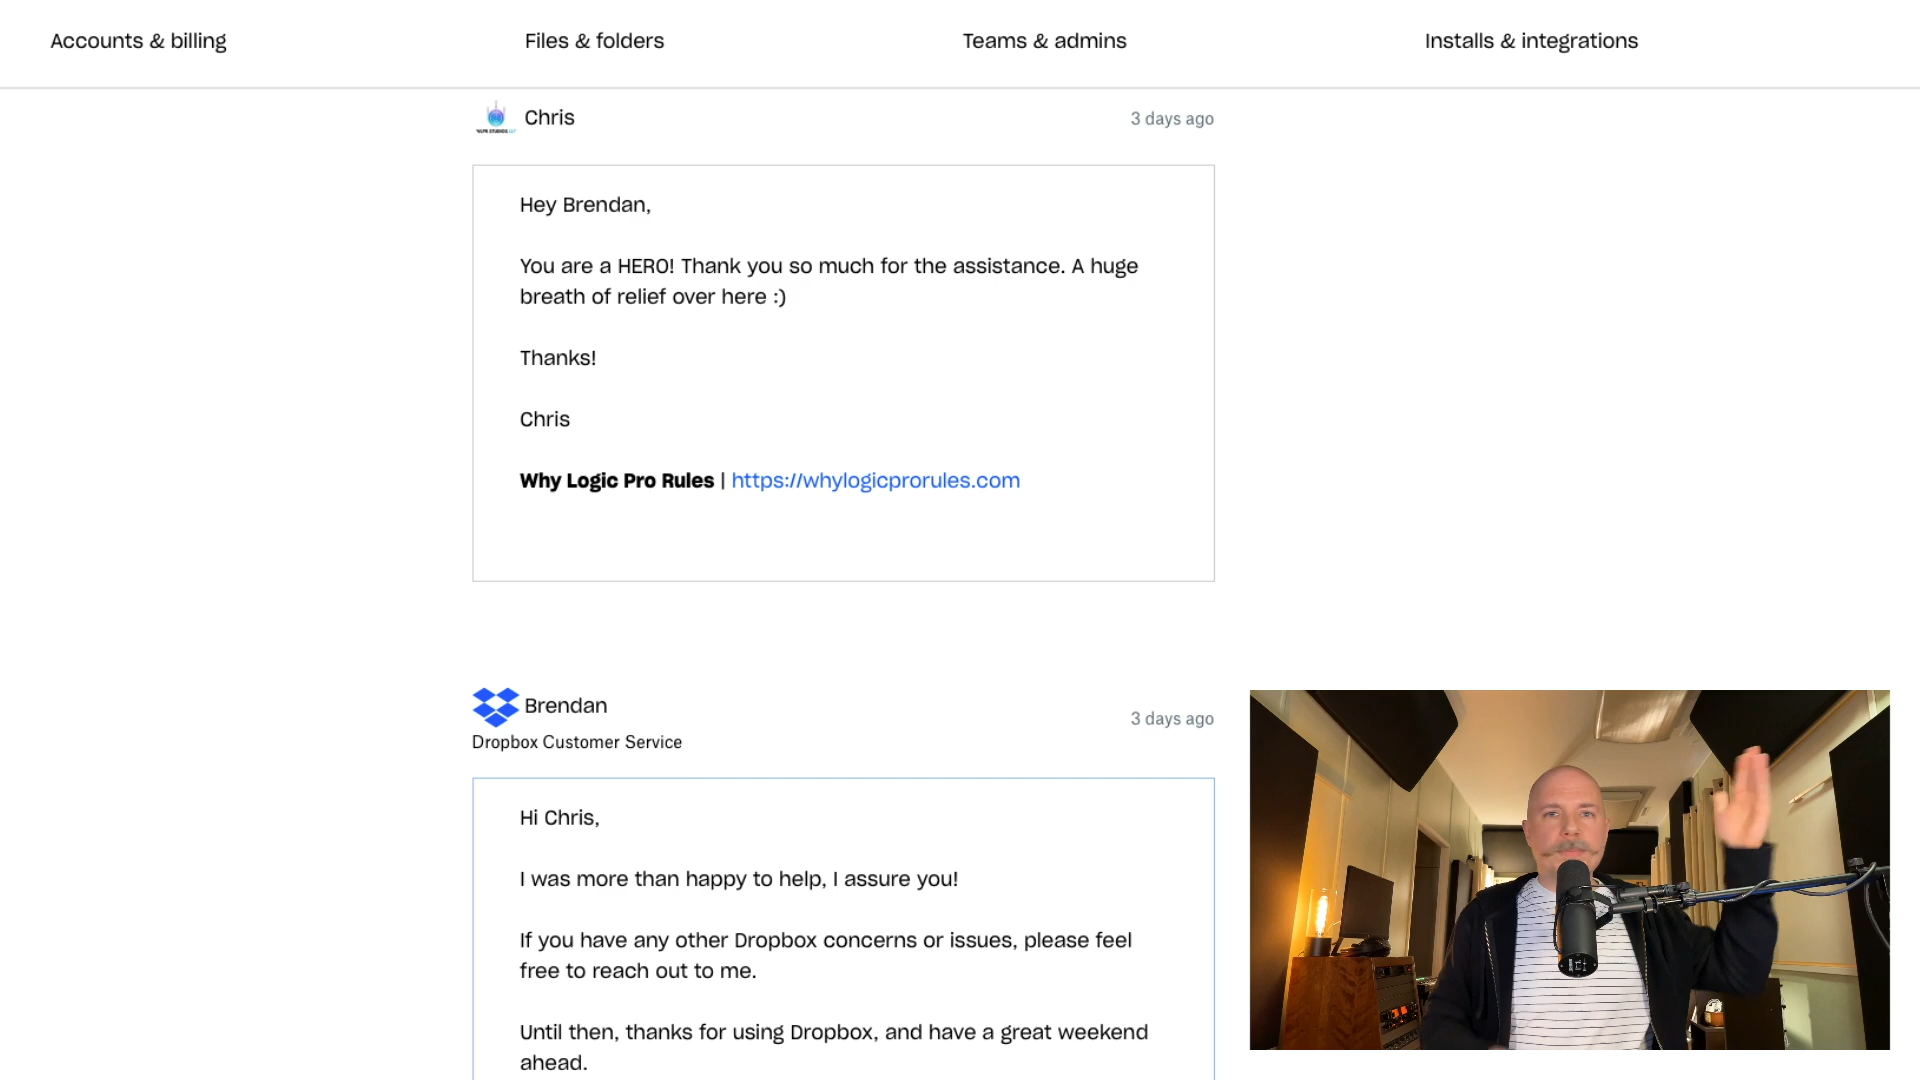 Accounts & billing
Files & folders
Teams & admins
Installs & integrations
Chris
3 days ago
Hey Brendan,
You are a HERO! Thank you so much for the assistance. A huge
breath of relief over here :)
Thanks!
Chris
Why Logic Pro Rules | https://whylogicprorules.com
Brendan
3 days ago
Dropbox Customer Service
Hi Chris,
I was more than happy to help, I assure you!
If you have any other Dropbox concerns or issues, please feel
free to reach out to me.
Until then, thanks for using Dropbox, and have a great weekend
ahead.